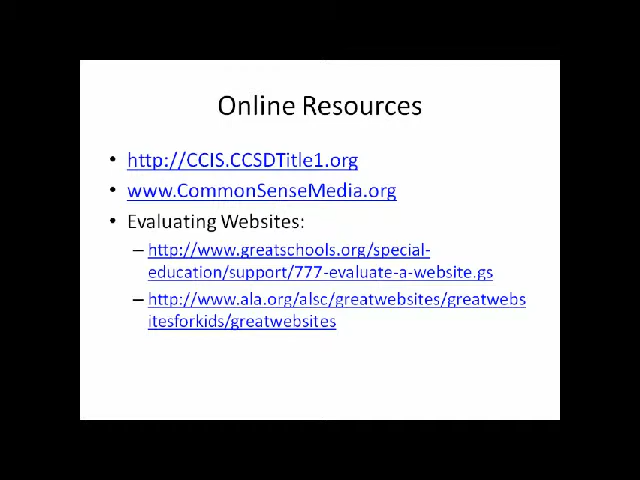 Online Resources
• http://CCIS.CCSDTitle1.org
• www.CommonSenseMedia.org
• Evaluating Websites:
– http://www.greatschools.org/special-
education/support/777-evaluate-a-website.gs
– http://www.ala.org/alsc/greatwebsites/greatwebs
itesforkids/greatwebsites